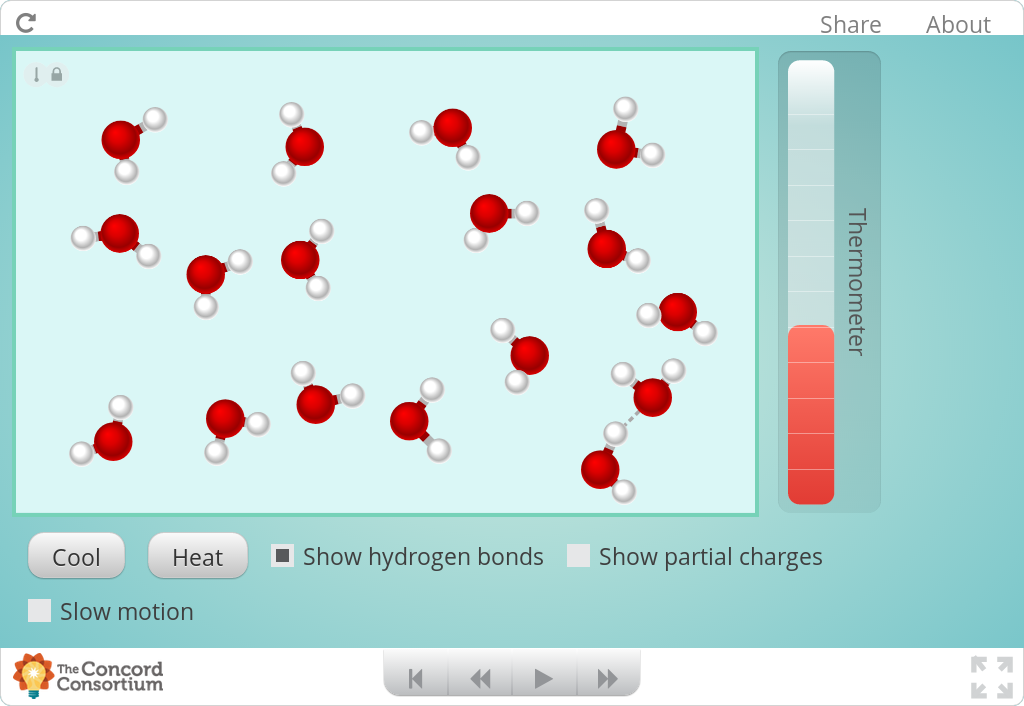 Share About
Thermometer
Cool Heat Show hydrogen bonds Show partial charges
Slow motion
The Concord
Consortium